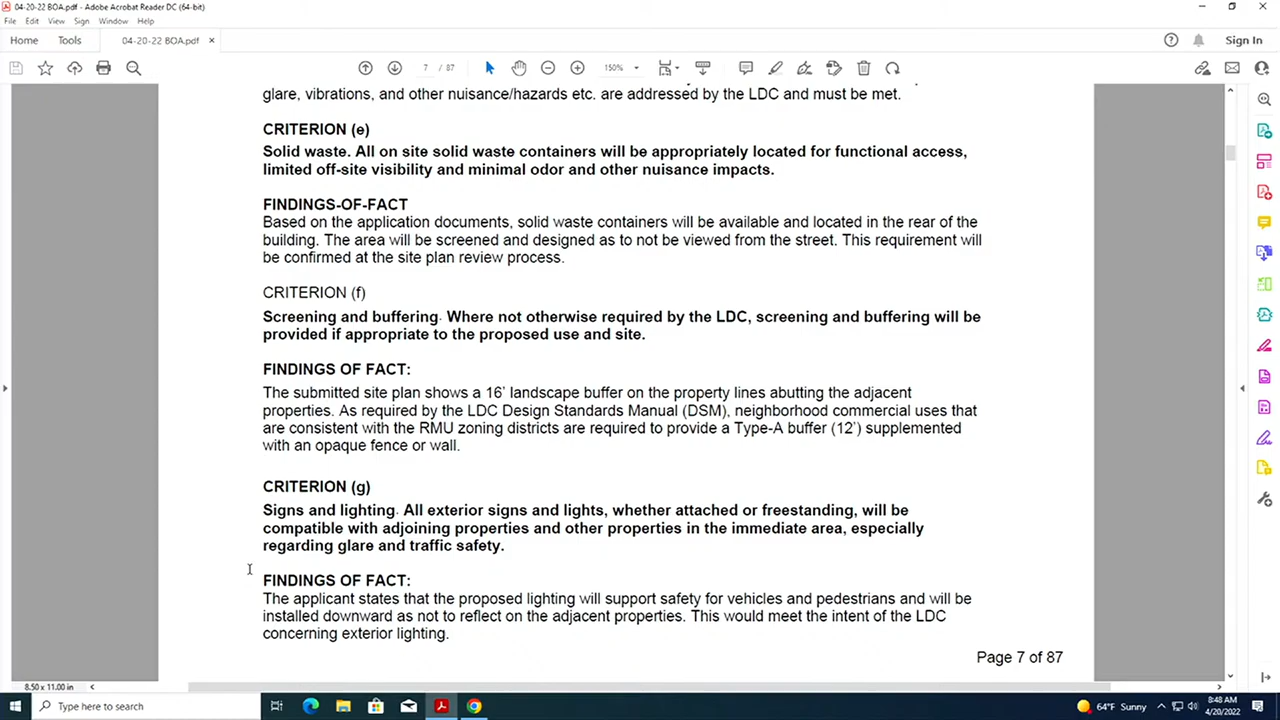 04-20-22 BOA.pdf - Adobe Acrobat Reader DC (64-bit)
File Edit View Sign Window Help
Home Tools 04-20-22 BOA.pdf × Sign In
7 / 87 150%
glare, vibrations, and other nuisance/hazards etc. are addressed by the LDC and must be met.
CRITERION (e)
Solid waste. All on site solid waste containers will be appropriately located for functional access,
limited off-site visibility and minimal odor and other nuisance impacts.
FINDINGS-OF-FACT
Based on the application documents, solid waste containers will be available and located in the rear of the
building. The area will be screened and designed as to not be viewed from the street. This requirement will
be confirmed at the site plan review process.
CRITERION (f)
Screening and buffering. Where not otherwise required by the LDC, screening and buffering will be
provided if appropriate to the proposed use and site.
FINDINGS OF FACT:
The submitted site plan shows a 16’ landscape buffer on the property lines abutting the adjacent
properties. As required by the LDC Design Standards Manual (DSM), neighborhood commercial uses that
are consistent with the RMU zoning districts are required to provide a Type-A buffer (12’) supplemented
with an opaque fence or wall.
CRITERION (g)
Signs and lighting. All exterior signs and lights, whether attached or freestanding, will be
compatible with adjoining properties and other properties in the immediate area, especially
regarding glare and traffic safety.
FINDINGS OF FACT:
The applicant states that the proposed lighting will support safety for vehicles and pedestrians and will be
installed downward as not to reflect on the adjacent properties. This would meet the intent of the LDC
concerning exterior lighting.
Page 7 of 87
8.50 x 11.00 in
Type here to search 64°F Sunny 8:48 AM
4/20/2022